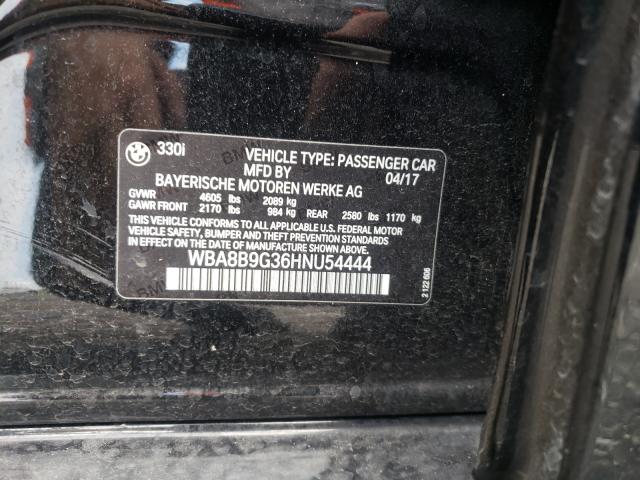 330i
VEHICLE TYPE: PASSENGER CAR
MFD BY 04/17
BAYERISCHE MOTOREN WERKE AG
GVWR 4605 lbs 2089 kg
GAWR FRONT 2170 lbs 984 kg REAR 2580 lbs 1170 kg
THIS VEHICLE CONFORMS TO ALL APPLICABLE U.S. FEDERAL MOTOR
VEHICLE SAFETY, BUMPER AND THEFT PREVENTION STANDARDS
IN EFFECT ON THE DATE OF MANUFACTURE SHOWN ABOVE.
WBA8B9G36HNU54444
2 122 606